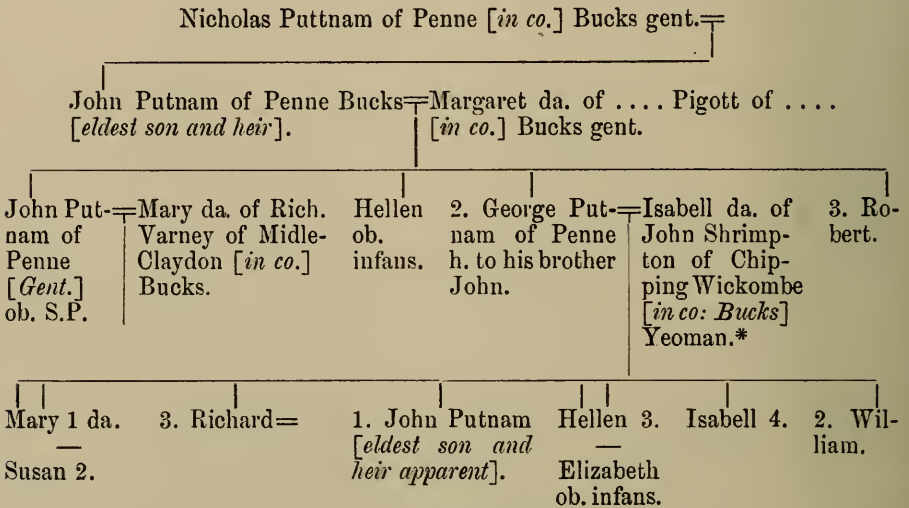 Nicholas Puttnam of Penne [in co.] Bucks gent.
John Putnam of Penne Bucks=Margaret da. of .... Pigott of ....
[eldest son and heir].
[in co.] Bucks gent.
John Put-
nam of
Penne
[Gent.]
ob. S.P.
=Mary da. of Rich.
Varney of Midle-
Claydon [in co.]
Bucks.
Hellen
ob.
infans.
2. George Put-
nam of Penne
h. to his brother
John.
=Isabell da. of
John Shrimp-
ton of Chip-
ping Wickombe
[in co: Bucks]
Yeoman.*
3. Ro-
bert.
Mary 1 da.
—
Susan 2.
3. Richard=
1. John Putnam
[eldest son and
heir apparent].
Hellen 3.
—
Elizabeth
ob. infans.
Isabell 4.
2. Wil-
liam.